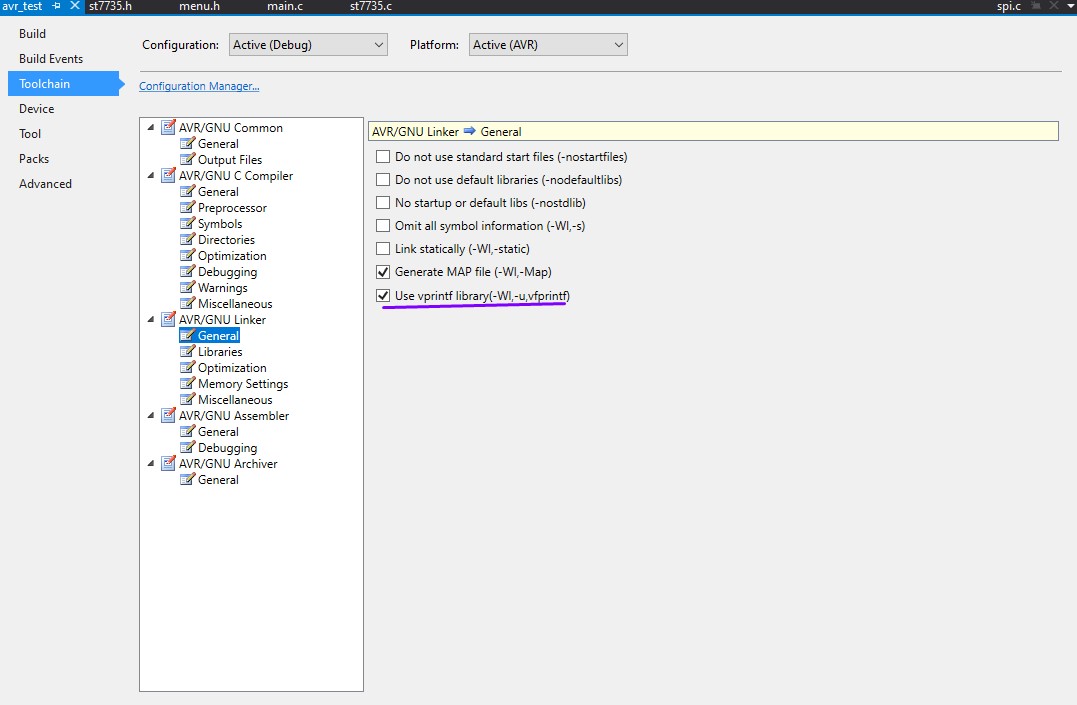 avr_test st7735.h menu.h main.c st7735.c spi.c
Build
Build Events
Toolchain
Device
Tool
Packs
Advanced
Configuration: Active (Debug) Platform: Active (AVR)
Configuration Manager...
AVR/GNU Common
General
Output Files
AVR/GNU C Compiler
General
Preprocessor
Symbols
Directories
Optimization
Debugging
Warnings
Miscellaneous
AVR/GNU Linker
General
Libraries
Optimization
Memory Settings
Miscellaneous
AVR/GNU Assembler
General
Debugging
AVR/GNU Archiver
General
AVR/GNU Linker General
Do not use standard start files (-nostartfiles)
Do not use default libraries (-nodefaultlibs)
No startup or default libs (-nostdlib)
Omit all symbol information (-Wl,-s)
Link statically (-Wl,-static)
Generate MAP file (-Wl,-Map)
Use vprintf library(-Wl,-u,vfprintf)